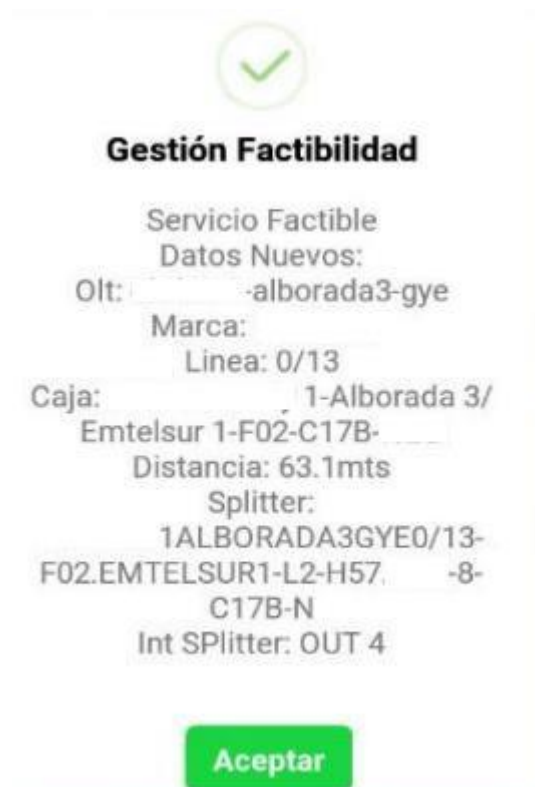 Gestión Factibilidad
Servicio Factible
Datos Nuevos:
Olt: -alborada3-gye
Marca:
Linea: 0/13
Caja: 1-Alborada 3/
Emtelsur 1-F02-C17B-
Distancia: 63.1mts
Splitter:
1ALBORADA3GYE0/13-
F02.EMTELSUR1-L2-H57. -8-
C17B-N
Int SPlitter: OUT 4
Aceptar